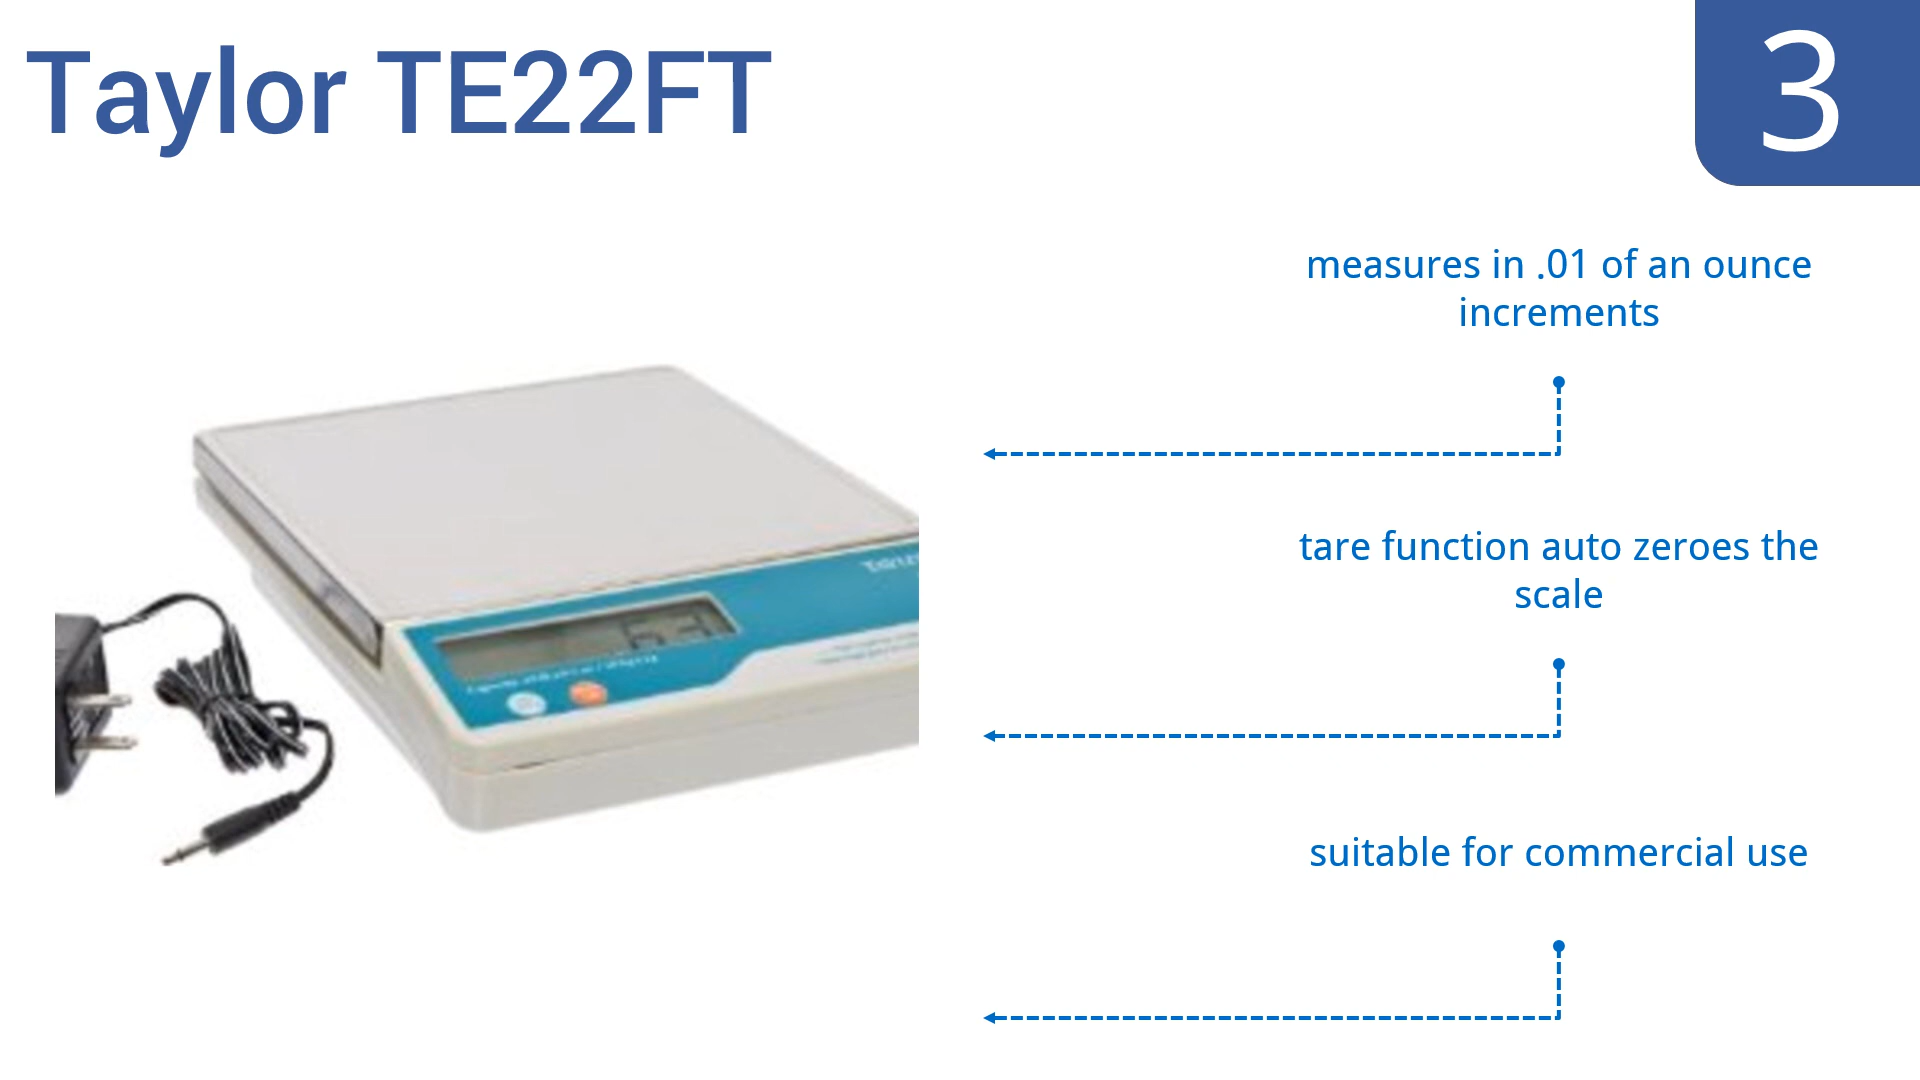 Taylor TE22FT
3
measures in .01 of an ounce
increments
tare function auto zeroes the
scale
suitable for commercial use